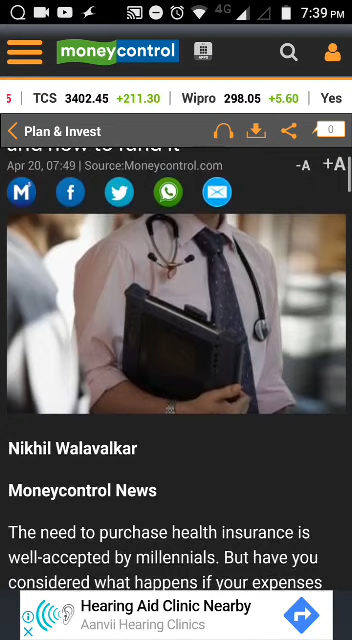 4G 7:39 PM
moneycontrol
APPS
5 TCS 3402.45 +211.30 Wipro 298.05 +5.60 Yes
Plan & Invest 0
and how to fund it
Apr 20, 07:49 | Source:Moneycontrol.com -A +A
M f
Nikhil Walavalkar
Moneycontrol News
The need to purchase health insurance is
well-accepted by millennials. But have you
considered what happens if your expenses
Hearing Aid Clinic Nearby
Aanvii Hearing Clinics